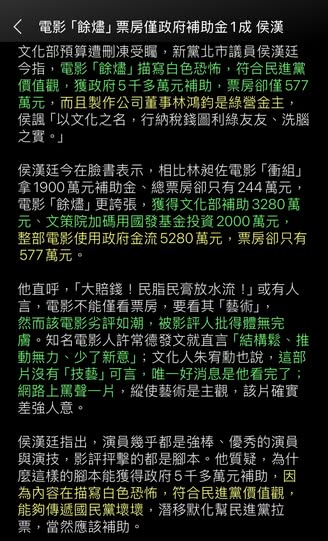 電影「餘燼」票房僅政府補助金1成 侯漢
文化部預算遭刪凍受矚，新黨北市議員侯漢廷
今指，電影「餘燼」描寫白色恐怖，符合民進黨
價值觀，獲政府5千多萬元補助，票房卻僅577
萬元，而且製作公司董事林鴻鈞是綠營金主，
侯諷「以文化之名，行納稅錢圖利綠友友、洗腦
之實。」
侯漢廷今在臉書表示，相比林昶佐電影「衝組」
拿1900萬元補助金、總票房卻只有244萬元，
電影「餘燼」更誇張，獲得文化部補助3280萬
元、文策院加碼用國發基金投資2000萬元，
整部電影使用政府金流5280萬元，票房卻只有
577萬元。
他直呼，「大賠錢！民脂民膏放水流！」或有人
言，電影不能僅看票房，要看其「藝術」，
然而該電影劣評如潮，被影評人批得體無完
膚。知名電影人許常德發文就直言「結構鬆、推
動無力、少了新意」；文化人朱宥勳也說，這部
片沒有「技藝」可言，唯一好消息是他看完了；
網路上罵聲一片，縱使藝術是主觀，該片確實
差強人意。
侯漢廷指出，演員幾乎都是強棒、優秀的演員
與演技，影評抨擊的都是腳本。他質疑，為什
麼這樣的腳本能獲得政府5千多萬元補助，因
為內容在描寫白色恐怖，符合民進黨價值觀，
能夠傳遞國民黨壞壞，潛移默化幫民進黨拉
票，當然應該補助。